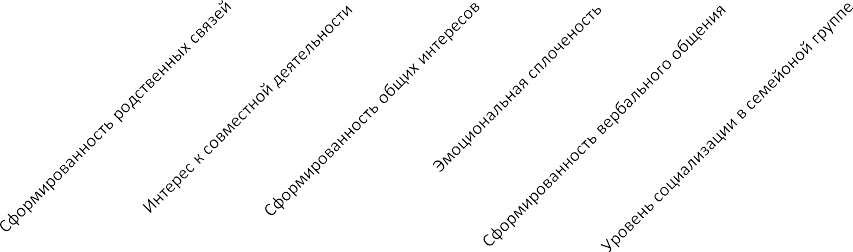 Сформированность родственных связей
Интерес к совместной деятельности
Сформированность общих интересов
Эмоциональная сплоченость
Сформированность вербального общения
Уровень социализации в семейоной группе